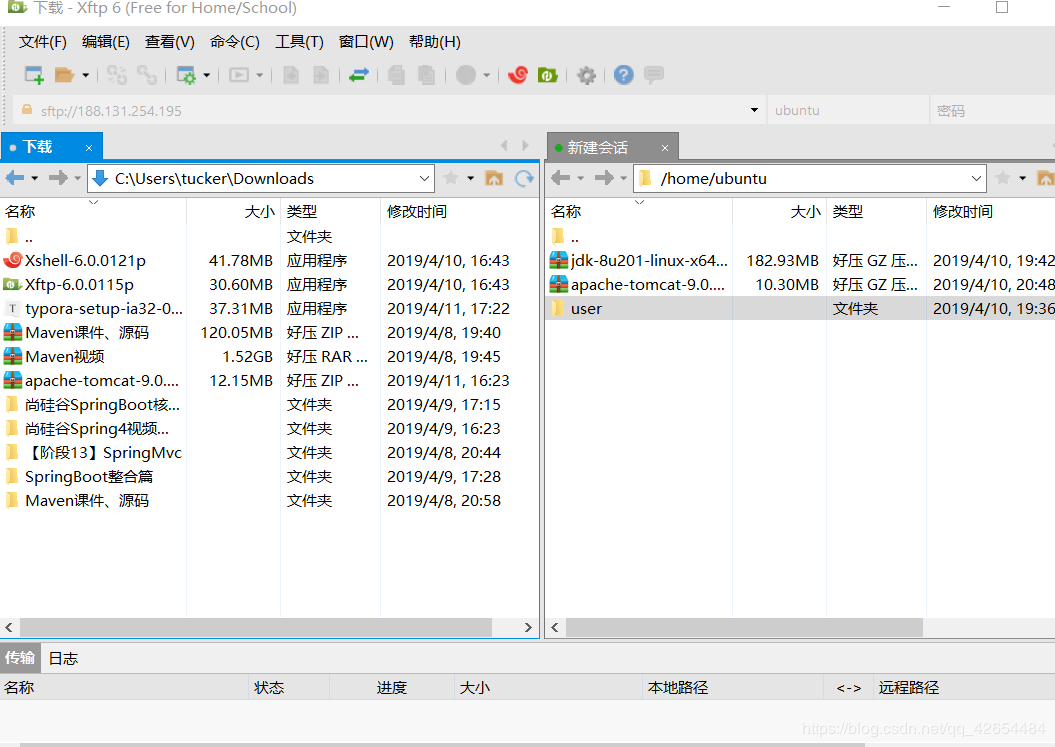 下载 - Xftp 6 (Free for Home/School)
文件(F) 编辑(E) 查看(V) 命令(C) 工具(T) 窗口(W) 帮助(H)
sftp://188.131.254.195 ubuntu 密码
下载 × 新建会话 ×
C:\Users\tucker\Downloads /home/ubuntu
名称 大小 类型 修改时间
.. 文件夹
Xshell-6.0.0121p 41.78MB 应用程序 2019/4/10, 16:43
Xftp-6.0.0115p 30.60MB 应用程序 2019/4/10, 16:43
typora-setup-ia32-0... 37.31MB 应用程序 2019/4/11, 17:22
Maven课件、源码 120.05MB 好压 ZIP ... 2019/4/8, 19:40
Maven视频 1.52GB 好压 RAR ... 2019/4/8, 19:45
apache-tomcat-9.0.... 12.15MB 好压 ZIP ... 2019/4/11, 16:23
尚硅谷SpringBoot核... 文件夹 2019/4/9, 17:15
尚硅谷Spring4视频... 文件夹 2019/4/9, 16:23
【阶段13】SpringMvc 文件夹 2019/4/8, 20:44
SpringBoot整合篇 文件夹 2019/4/9, 17:28
Maven课件、源码 文件夹 2019/4/8, 20:58
名称 大小 类型 修改时间
..
jdk-8u201-linux-x64... 182.93MB 好压 GZ 压... 2019/4/10, 19:42
apache-tomcat-9.0.... 10.30MB 好压 GZ 压... 2019/4/10, 20:48
user 文件夹 2019/4/10, 19:36
传输 日志
名称 状态 进度 大小 本地路径 <-> 远程路径
https://blog.csdn.net/qq_42654484